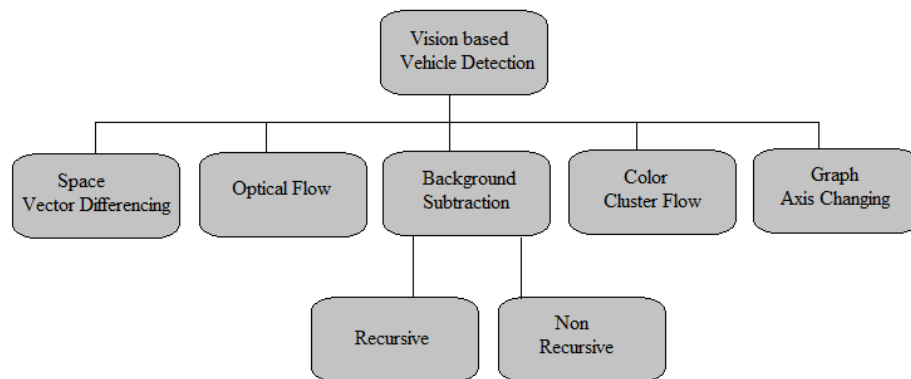 Vision based
Vehicle Detection
Space
Vector Differencing
Optical Flow
Background
Subtraction
Color
Cluster Flow
Graph
Axis Changing
Recursive
Non
Recursive